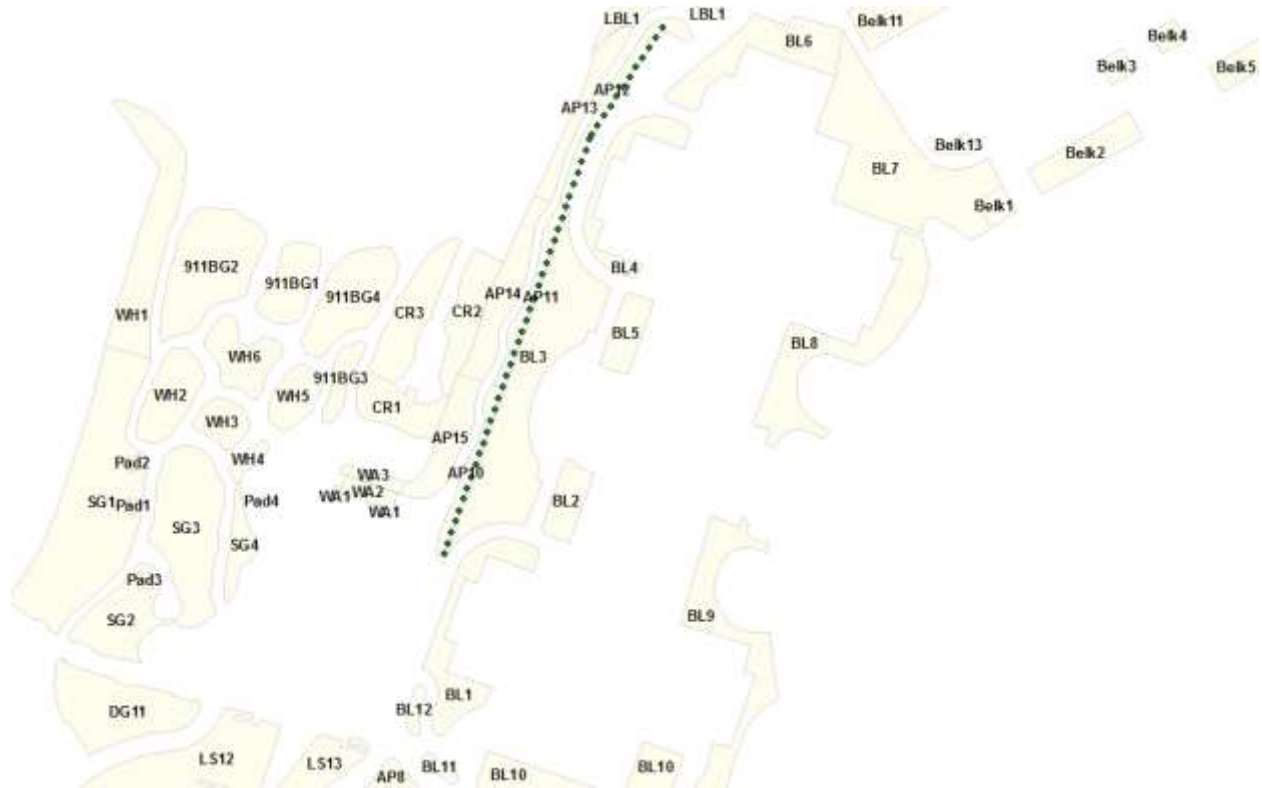 LBL1
LBL1
Belk11
Belk4
BL6
Belk3
Belk5
AP12
AP13
Belk13
Belk2
BL7
Belk1
911BG2
BL4
911BG1
911BG4
AP14
AP11
CR3
CR2
WH1
BL5
BL8
WH6
BL3
911BG3
WH2
WH5
CR1
WH3
AP15
WH4
Pad2
AP10
WA3
WA2
WA1
Pad4
BL2
SG1
Pad1
WA1
SG3
SG4
Pad3
BL9
SG2
BL1
DG11
BL12
LS12
LS13
BL11
BL10
BL10
AP8